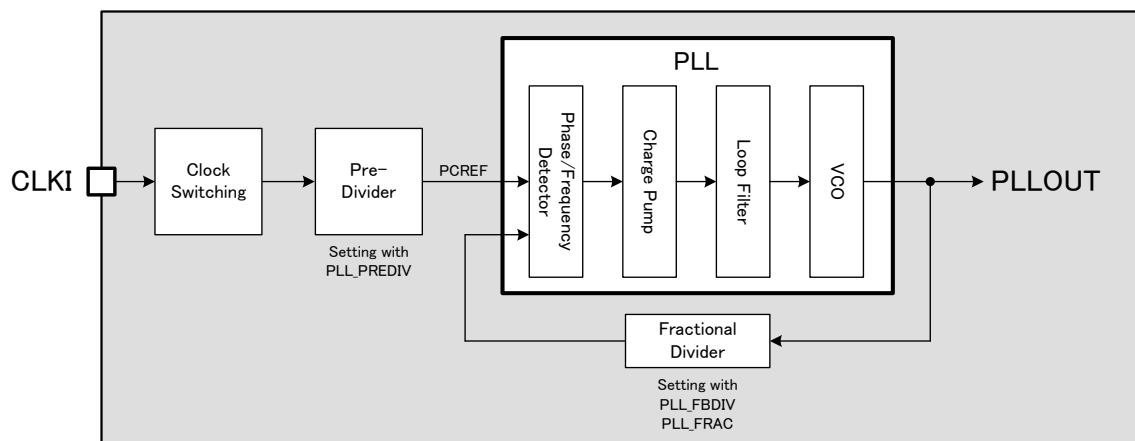 PLL
CLKI
Clock
Switching
Pre-
Divider
Setting with
PLL_PREDIV
PCREF
Phase/Frequency
Detector
Charge Pump
Loop Filter
VCO
PLLOUT
Fractional
Divider
Setting with
PLL_FBDIV
PLL_FRAC